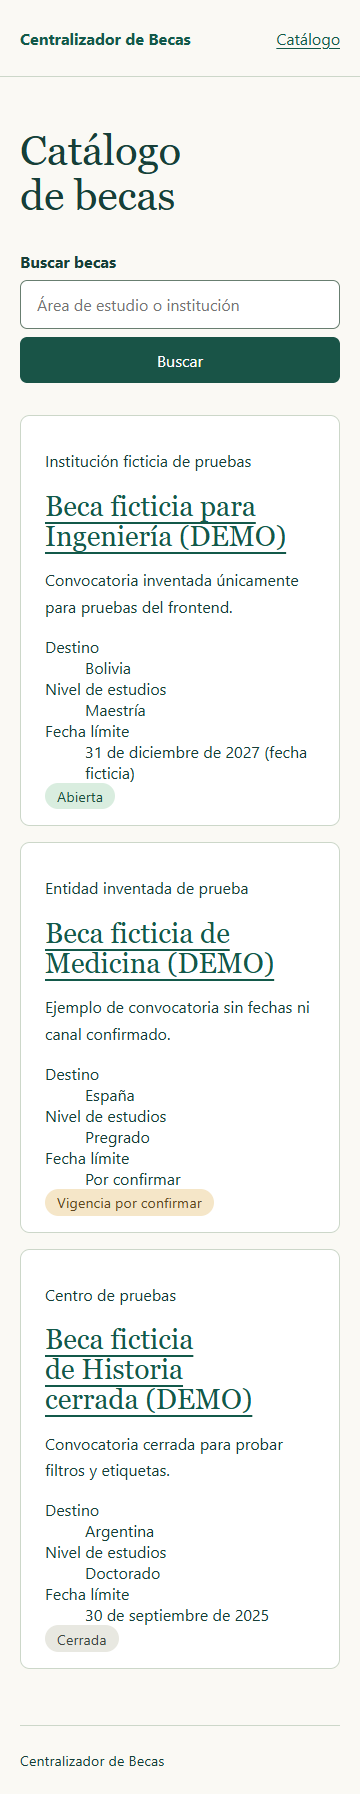 Centralizador de Becas
Catálogo
Catálogo
de becas
Buscar becas
Área de estudio o institución
Buscar
Institución ficticia de pruebas
Beca ficticia para
Ingeniería (DEMO)
Convocatoria inventada únicamente
para pruebas del frontend.
Destino
Bolivia
Nivel de estudios
Maestría
Fecha límite
31 de diciembre de 2027 (fecha
ficticia)
Abierta
Entidad inventada de prueba
Beca ficticia de
Medicina (DEMO)
Ejemplo de convocatoria sin fechas ni
canal confirmado.
Destino
España
Nivel de estudios
Pregrado
Fecha límite
Por confirmar
Vigencia por confirmar
Centro de pruebas
Beca ficticia
de Historia
cerrada (DEMO)
Convocatoria cerrada para probar
filtros y etiquetas.
Destino
Argentina
Nivel de estudios
Doctorado
Fecha límite
30 de septiembre de 2025
Cerrada
Centralizador de Becas